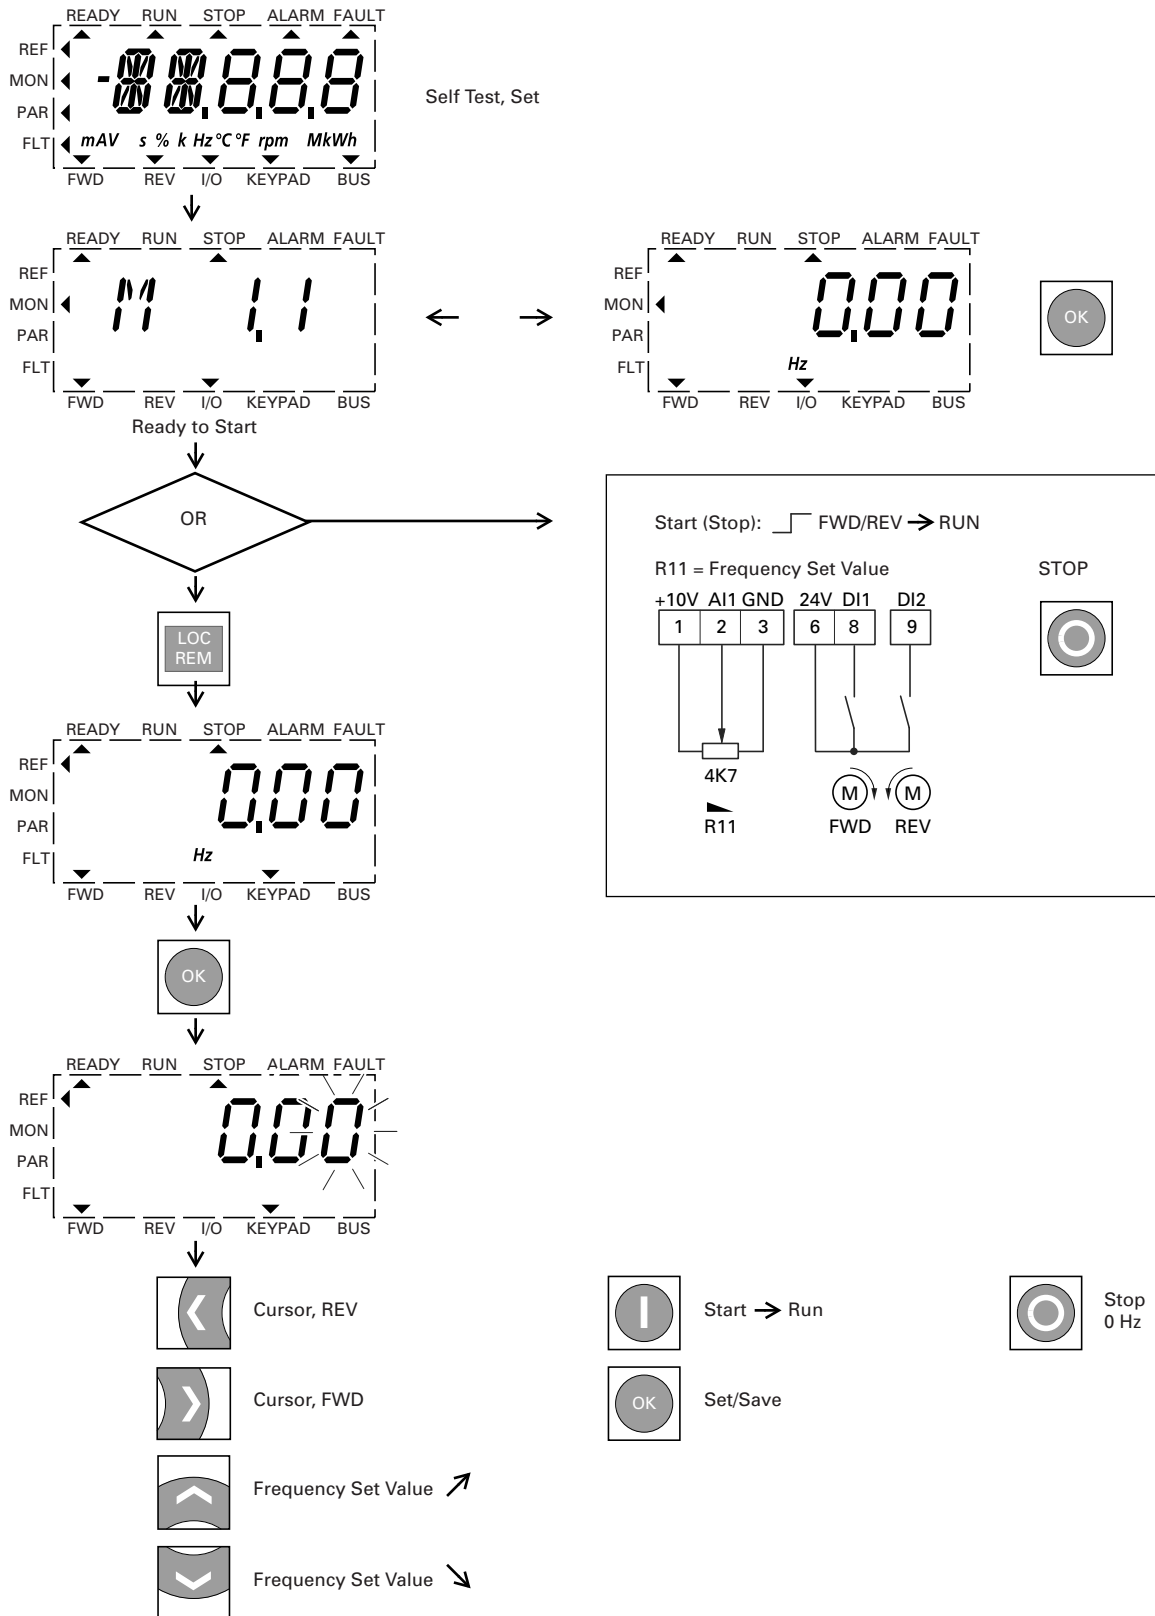 READY RUN STOP ALARM FAULT
REF
MON
PAR
FLT
-88.8.8.8
mAV s % k Hz °C °F rpm MkWh
FWD REV I/O KEYPAD BUS
Self Test, Set
READY RUN STOP ALARM FAULT
REF
MON
PAR
FLT
M 1.1
FWD REV I/O KEYPAD BUS
Ready to Start
READY RUN STOP ALARM FAULT
REF
MON
PAR
FLT
0.00
Hz
FWD REV I/O KEYPAD BUS
OK
OR
Start (Stop): FWD/REV → RUN
R11 = Frequency Set Value
STOP
+10V AI1 GND 24V DI1 DI2
1 2 3 6 8 9
4K7
R11
M M
FWD REV
LOC
REM
READY RUN STOP ALARM FAULT
REF
MON
PAR
FLT
0.00
Hz
FWD REV I/O KEYPAD BUS
OK
READY RUN STOP ALARM FAULT
REF
MON
PAR
FLT
0.00
FWD REV I/O KEYPAD BUS
Cursor, REV
Start → Run
Stop
0 Hz
Cursor, FWD
OK
Set/Save
Frequency Set Value ↗
Frequency Set Value ↘